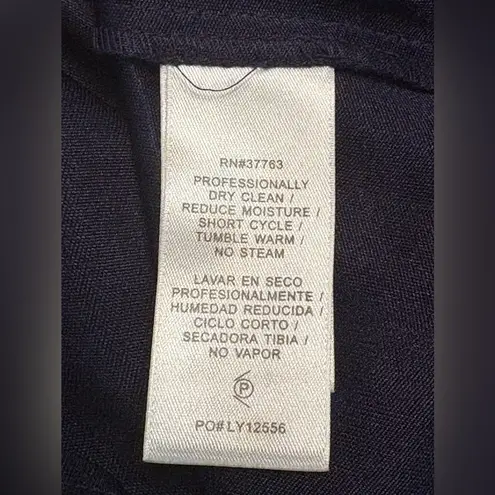 RN#37763
PROFESSIONALLY
DRY CLEAN /
REDUCE MOISTURE /
SHORT CYCLE /
TUMBLE WARM /
NO STEAM
LAVAR EN SECO
PROFESIONALMENTE /
HUMEDAD REDUCIDA /
CICLO CORTO /
SECADORA TIBIA /
NO VAPOR
P
PO# LY12556